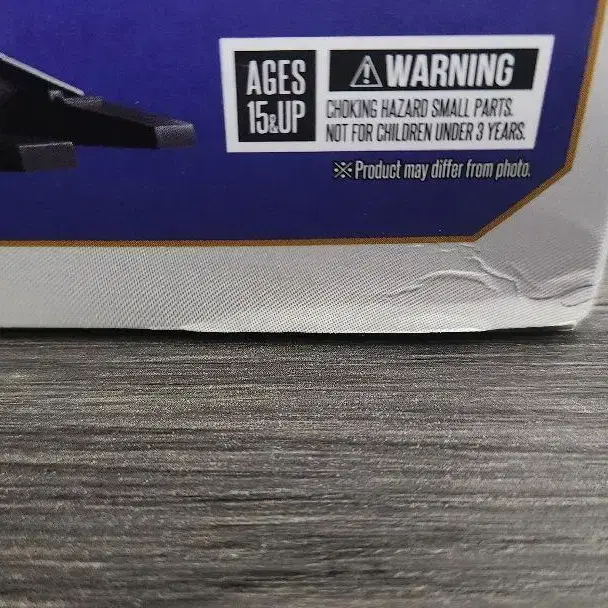 AGES
15&UP
⚠WARNING
CHOKING HAZARD SMALL PARTS.
NOT FOR CHILDREN UNDER 3 YEARS.
※Product may differ from photo.